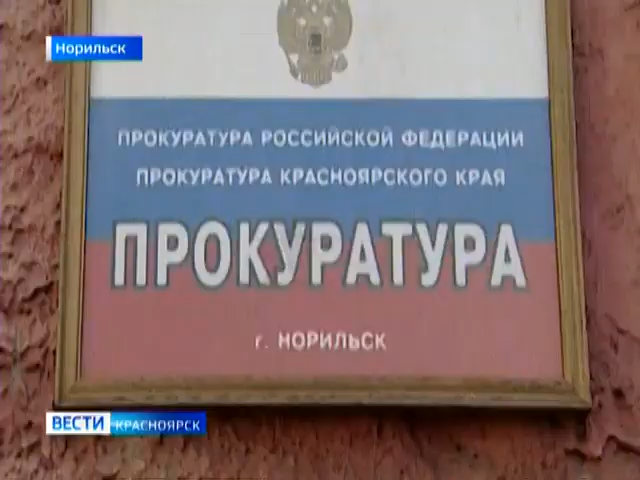 Норильск
ПРОКУРАТУРА РОССИЙСКОЙ ФЕДЕРАЦИИ
ПРОКУРАТУРА КРАСНОЯРСКОГО КРАЯ
ПРОКУРАТУРА
г. НОРИЛЬСК
ВЕСТИ КРАСНОЯРСК